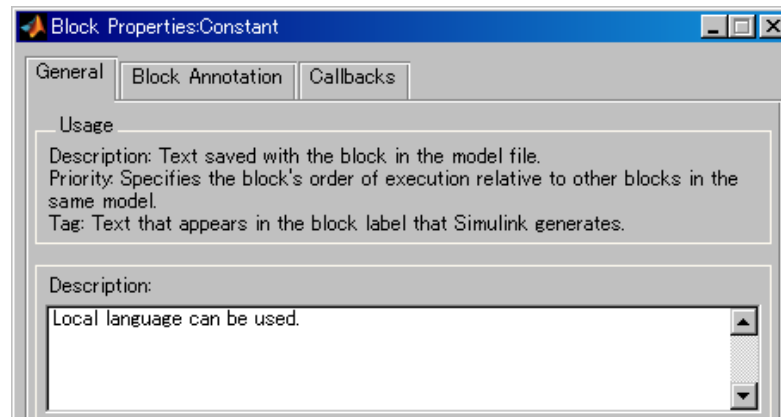 Block Properties:Constant
General Block Annotation Callbacks
Usage
Description: Text saved with the block in the model file.
Priority: Specifies the block's order of execution relative to other blocks in the
same model.
Tag: Text that appears in the block label that Simulink generates.
Description:
Local language can be used.